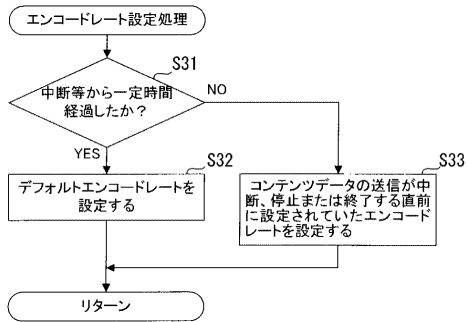 エンコードレート設定処理
S31
中断等から一定時間
経過したか？
NO
YES
S32
デフォルトエンコードレートを
設定する
S33
コンテンツデータの送信が中
断、停止または終了する直前
に設定されていたエンコード
レートを設定する
リターン